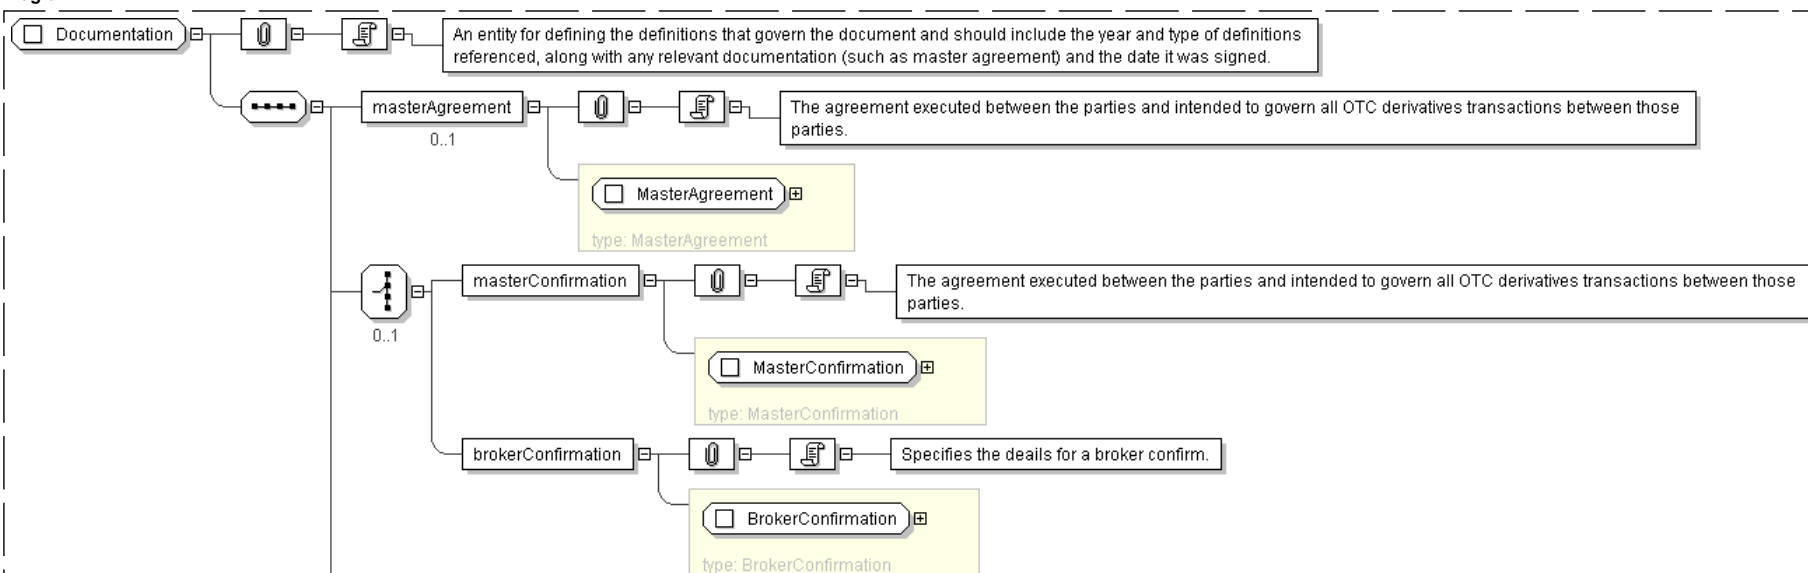 Documentation
An entity for defining the definitions that govern the document and should include the year and type of definitions
referenced, along with any relevant documentation (such as master agreement) and the date it was signed.
masterAgreement
0..1
The agreement executed between the parties and intended to govern all OTC derivatives transactions between those
parties.
MasterAgreement
type: MasterAgreement
masterConfirmation
The agreement executed between the parties and intended to govern all OTC derivatives transactions between those
parties.
0..1
MasterConfirmation
type: MasterConfirmation
brokerConfirmation
Specifies the deails for a broker confirm.
BrokerConfirmation
type: BrokerConfirmation